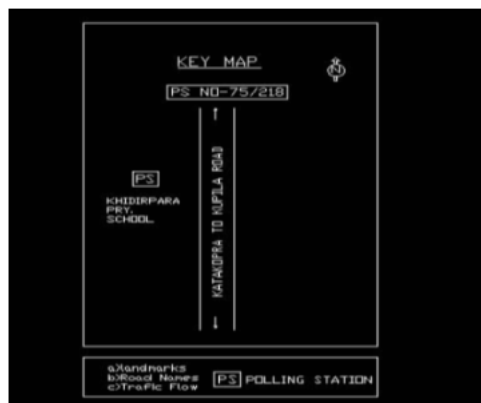 KEY MAP
N
PS NO-75/218
PS
KHIDIRPARA
PRY.
SCHOOL
KATAKOPRA TO KUPILA ROAD
a)landmarks
b)Road Names
c)Trafic Flow
PS POLLING STATION